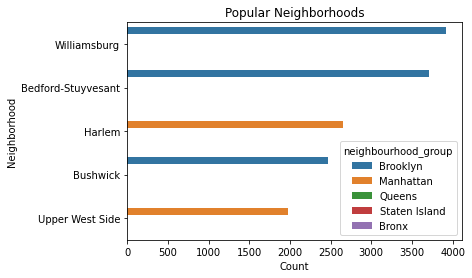 Popular Neighborhoods
Neighborhood
Williamsburg
Bedford-Stuyvesant
Harlem
Bushwick
Upper West Side
neighbourhood_group
Brooklyn
Manhattan
Queens
Staten Island
Bronx
0 500 1000 1500 2000 2500 3000 3500 4000
Count